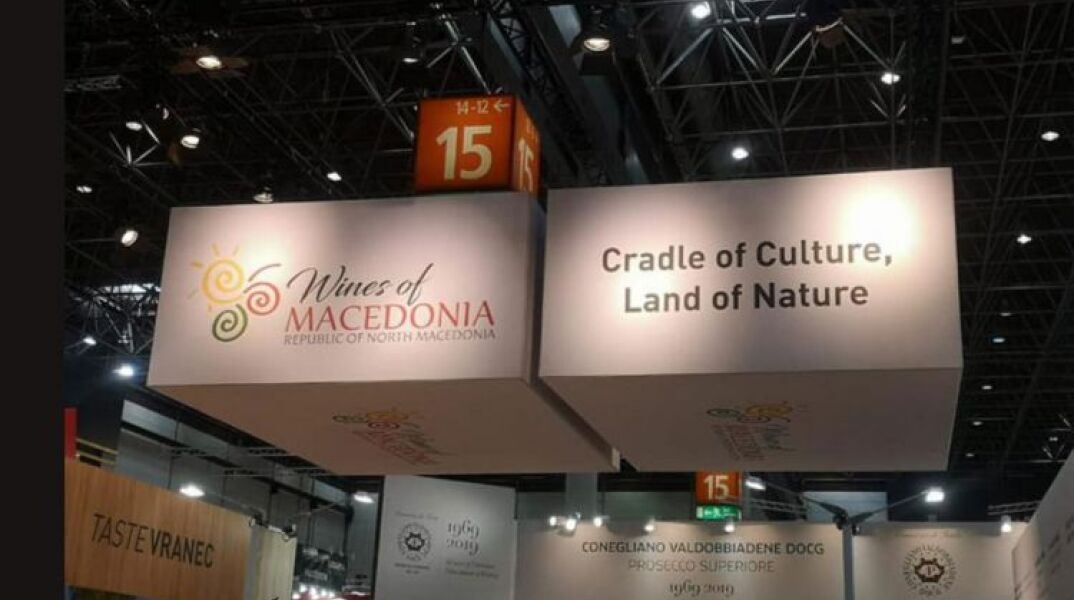 14-12 ←
15
15
Wines of
MACEDONIA
REPUBLIC OF NORTH MACEDONIA
Cradle of Culture,
Land of Nature
15
TASTE VRANEC
1969
2019
CONEGLIANO VALDOBBIADENE DOCG
PROSECCO SUPERIORE
1969 2019